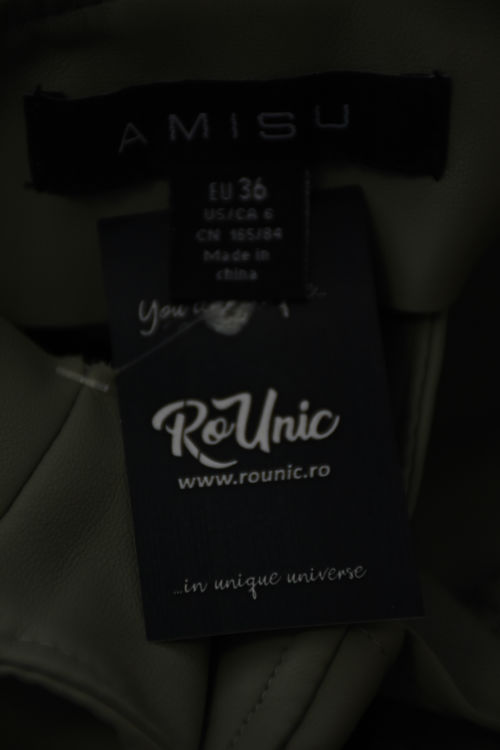 AMISU
EU 36
US/CA 6
CN 165/84
Made in
china
You
RoUnic
www.rounic.ro
...in unique universe